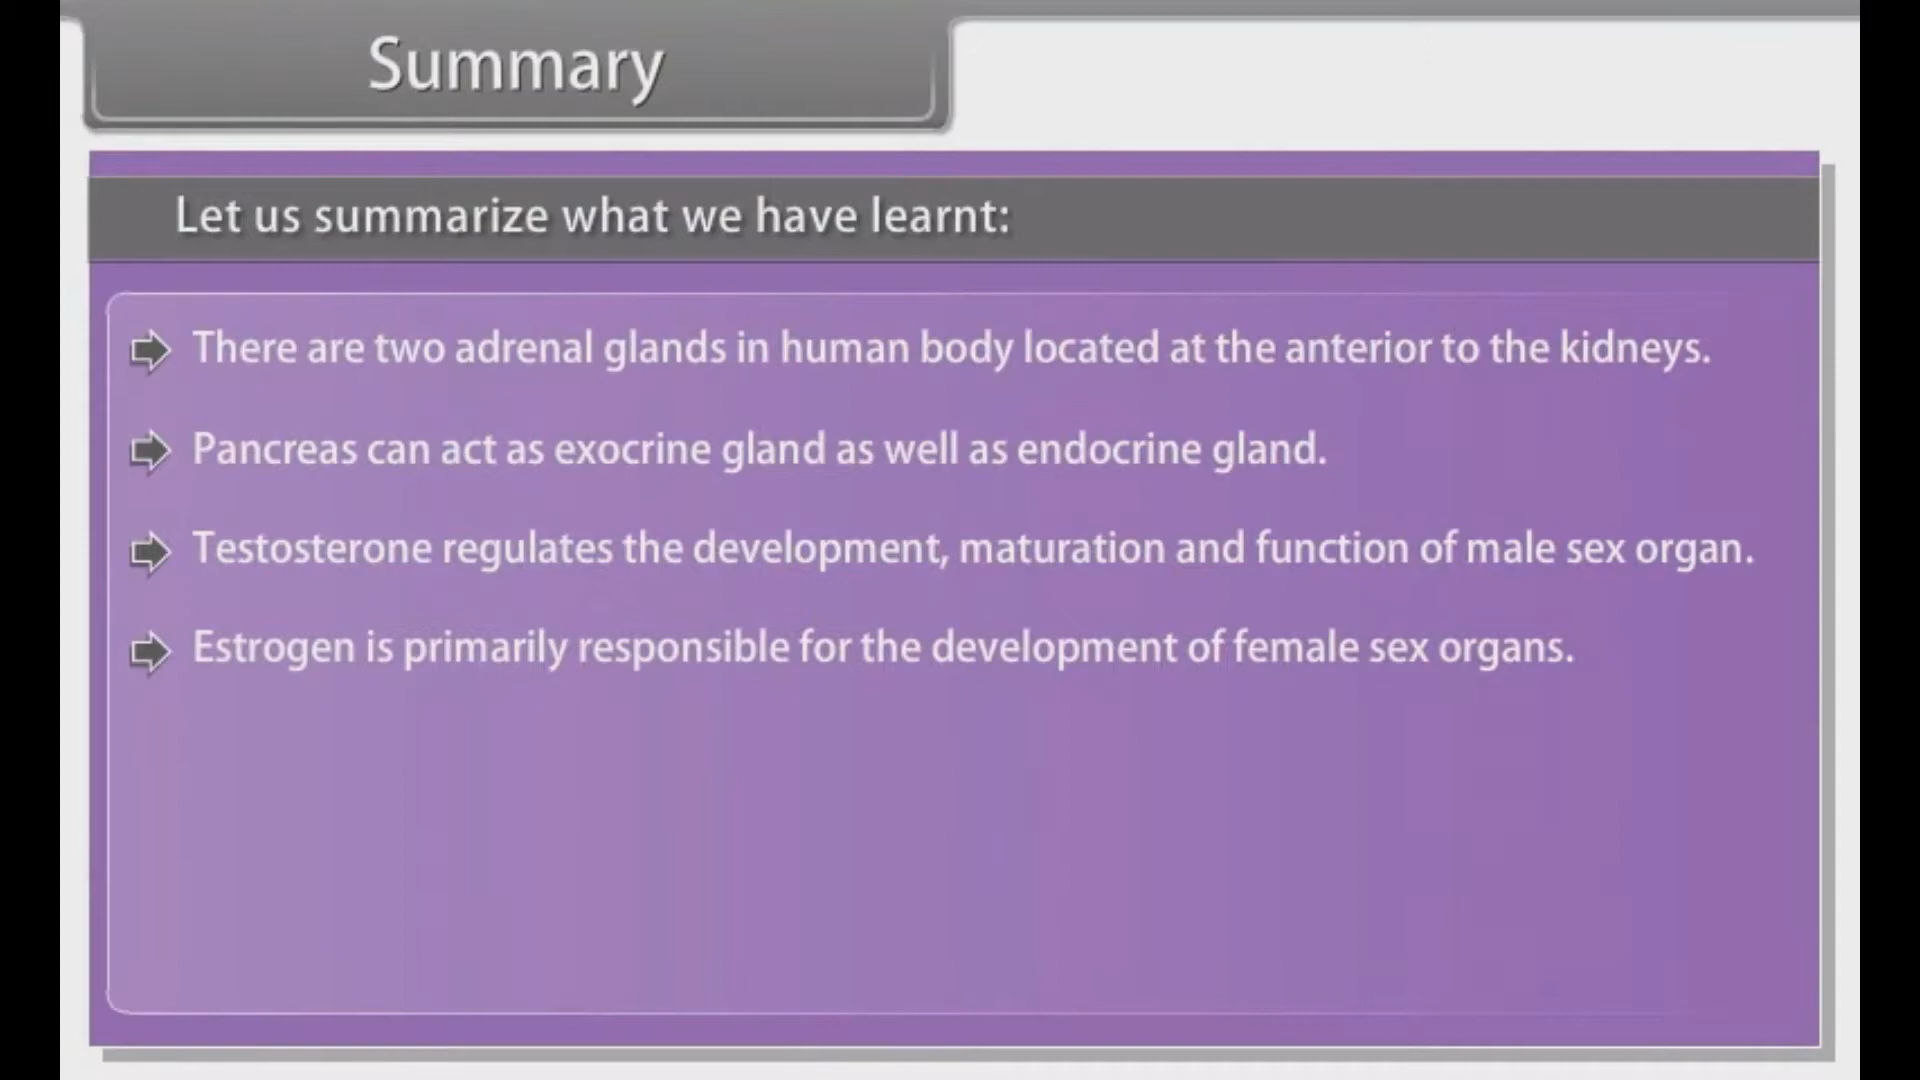 Summary
Let us summarize what we have learnt:
There are two adrenal glands in human body located at the anterior to the kidneys.
Pancreas can act as exocrine gland as well as endocrine gland.
Testosterone regulates the development, maturation and function of male sex organ.
Estrogen is primarily responsible for the development of female sex organs.